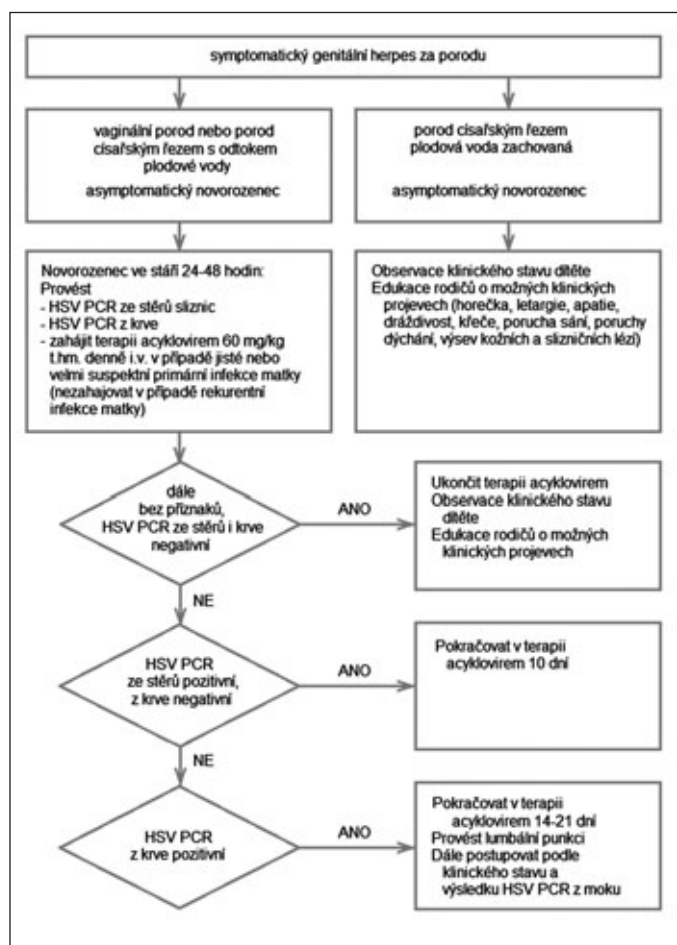 symptomatický genitální herpes za porodu
vaginální porod nebo porod
císařským řezem s odtokem
plodové vody
asymptomatický novorozenec
porod císařským řezem
plodová voda zachovaná
asymptomatický novorozenec
Novorozenec ve stáří 24-48 hodin:
Provést
- HSV PCR ze stěrů sliznic
- HSV PCR z krve
- zahájit terapii acyklovirem 60 mg/kg
t.hm. denně i.v. v případě jisté nebo
velmi suspektní primární infekce matky
(nezahajovat v případě rekurentní
infekce matky)
Observace klinického stavu dítěte
Edukace rodičů o možných klinických
projevech (horečka, letargie, apatie,
dráždivost, křeče, porucha sání, poruchy
dýchání, výsev kožních a slizničních lézí)
dále
bez příznaků,
HSV PCR ze stěrů i krve
negativní
ANO
Ukončit terapii acyklovirem
Observace klinického stavu
dítěte
Edukace rodičů o možných
klinických projevech
NE
HSV PCR
ze stěrů pozitivní,
z krve negativní
ANO
Pokračovat v terapii
acyklovirem 10 dní
NE
HSV PCR
z krve pozitivní
ANO
Pokračovat v terapii
acyklovirem 14-21 dní
Provést lumbální punkci
Dále postupovat podle
klinického stavu a
výsledku HSV PCR z moku